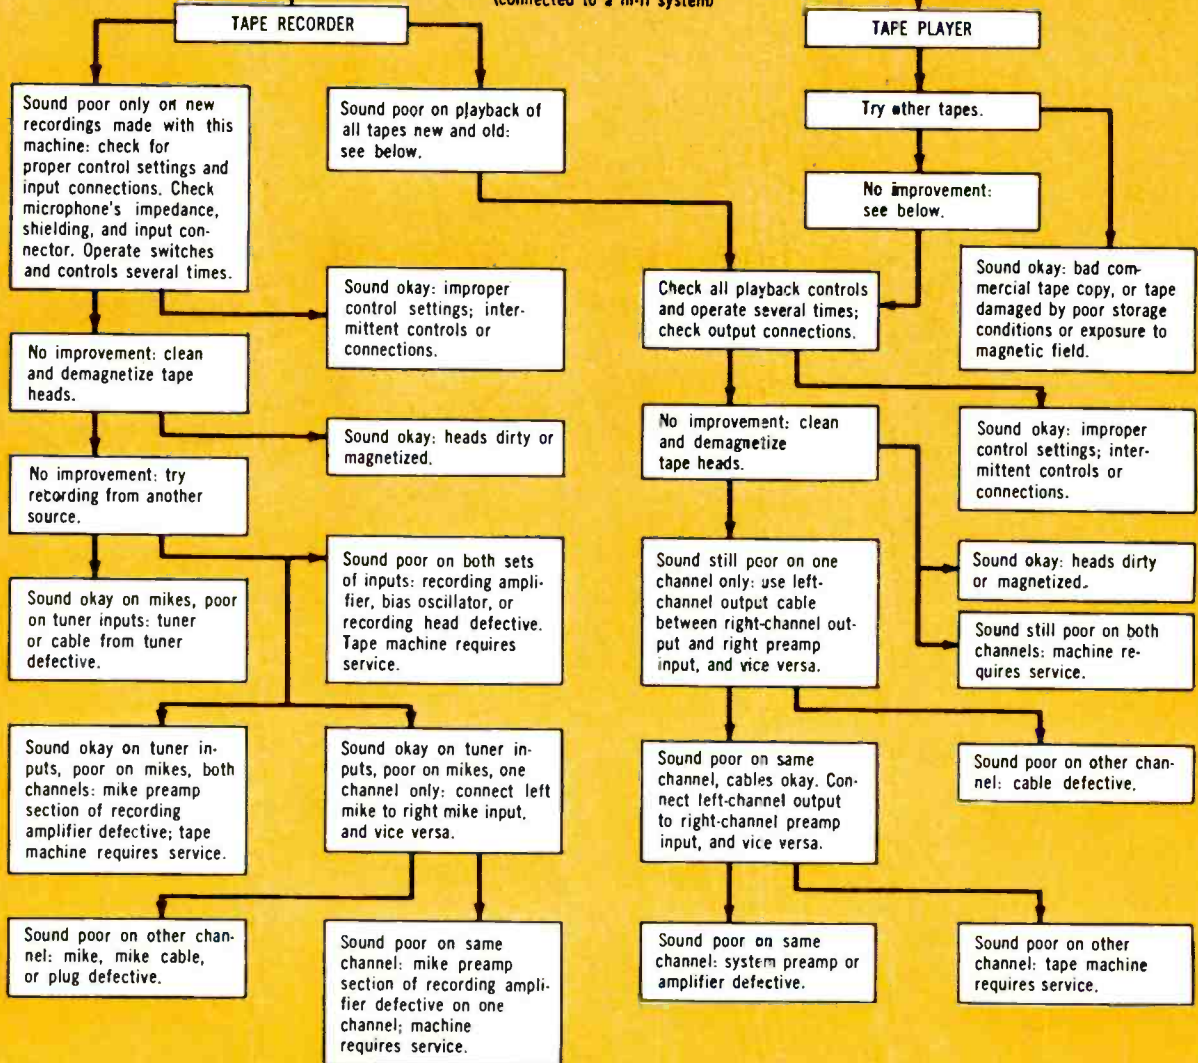 (connected to a hi-fi system)
TAPE RECORDER
TAPE PLAYER
Sound poor only on new
recordings made with this
machine: check for
proper control settings and
input connections. Check
microphone's impedance,
shielding, and input con-
nector. Operate switches
and controls several times.
Sound poor on playback of
all tapes new and old:
see below.
Try other tapes.
No improvement:
see below.
Sound okay: improper
control settings; inter-
mittent controls or
connections.
Check all playback controls
and operate several times;
check output connections.
Sound okay: bad com-
mercial tape copy, or tape
damaged by poor storage
conditions or exposure to
magnetic field.
No improvement: clean
and demagnetize tape
heads.
Sound okay: heads dirty or
magnetized.
No improvement: clean
and demagnetize
tape heads.
Sound okay: improper
control settings; inter-
mittent controls or
connections.
No improvement: try
recording from another
source.
Sound okay on mikes, poor
on tuner inputs: tuner
or cable from tuner
defective.
Sound poor on both sets
of inputs: recording ampli-
fier, bias oscillator, or
recording head defective.
Tape machine requires
service.
Sound still poor on one
channel only: use left-
channel output cable
between right-channel out-
put and right preamp
input, and vice versa.
Sound okay: heads dirty
or magnetized.
Sound still poor on both
channels: machine re-
quires service.
Sound okay on tuner in-
puts, poor on mikes, both
channels: mike preamp
section of recording
amplifier defective; tape
machine requires service.
Sound okay on tuner in-
puts, poor on mikes, one
channel only: connect left
mike to right mike input,
and vice versa.
Sound poor on same
channel, cables okay. Con-
nect left-channel output
to right-channel preamp
input, and vice versa.
Sound poor on other chan-
nel: cable defective.
Sound poor on other chan-
nel: mike, mike cable,
or plug defective.
Sound poor on same
channel: mike preamp
section of recording ampli-
fier defective on one
channel; machine
requires service.
Sound poor on same
channel: system preamp or
amplifier defective.
Sound poor on other
channel: tape machine
requires service.